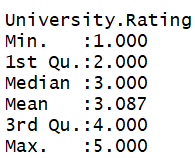 University.Rating
Min.   :1.000
1st Qu.:2.000
Median :3.000
Mean   :3.087
3rd Qu.:4.000
Max.   :5.000